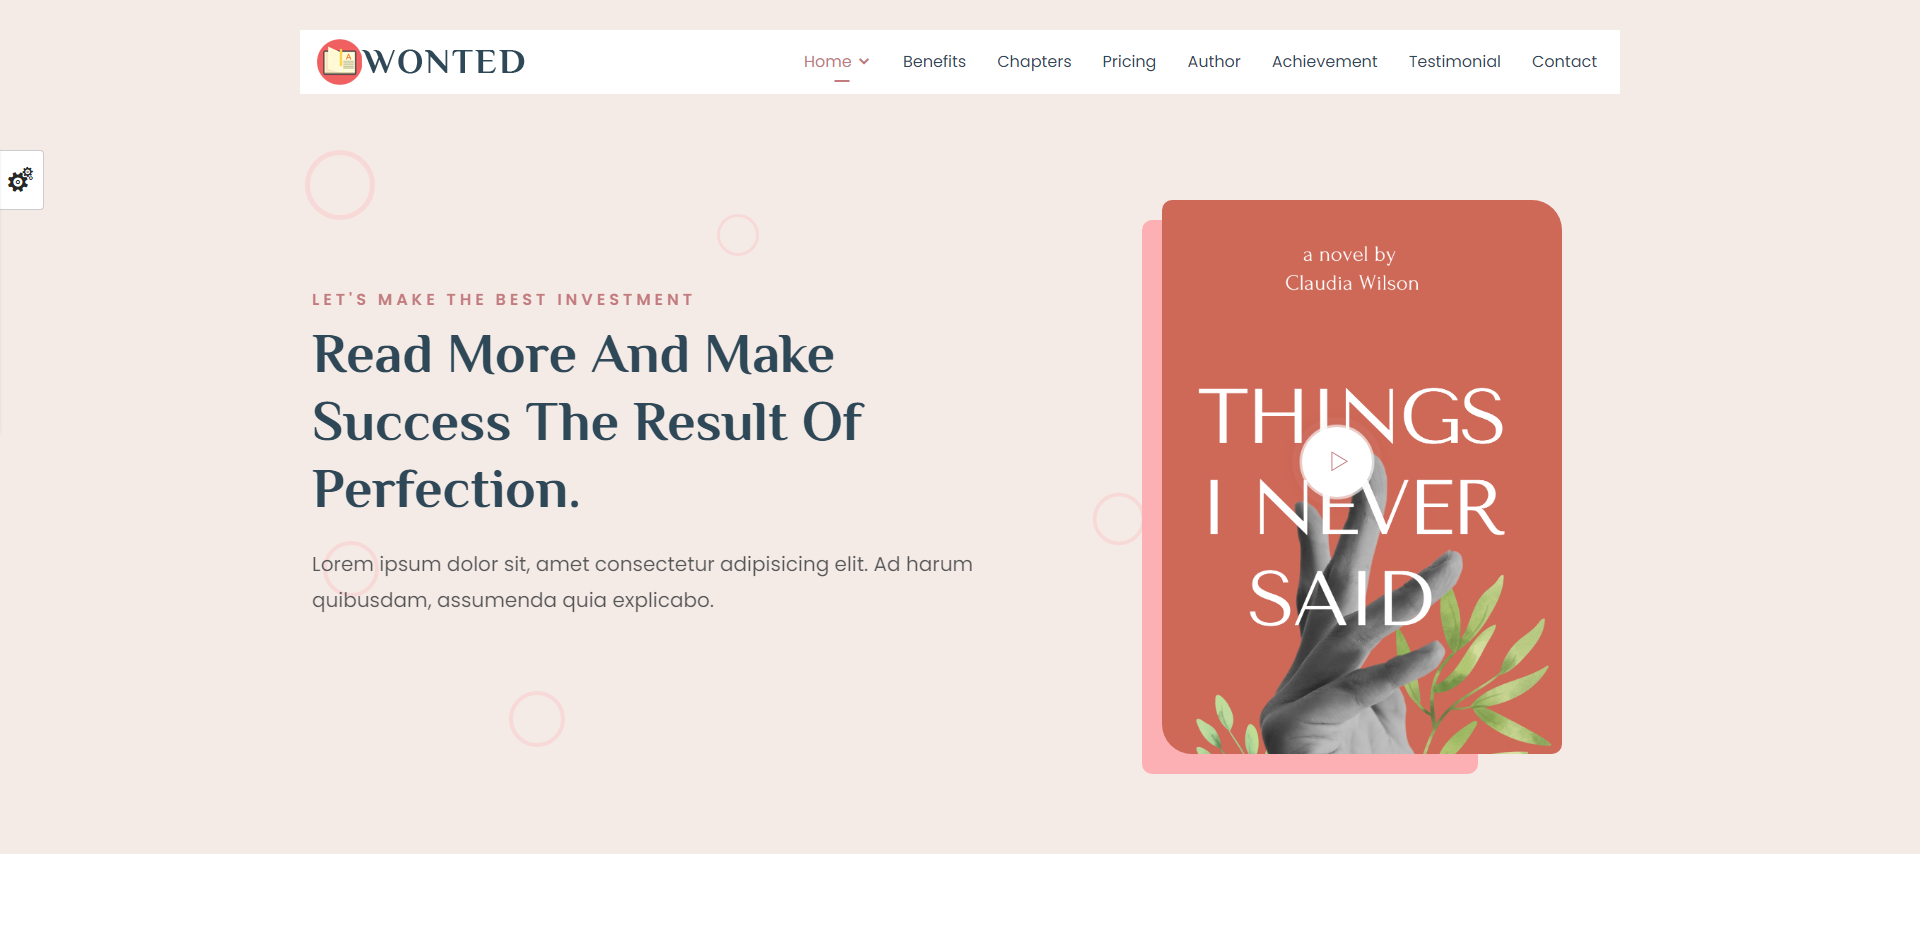 WONTED
Home Benefits Chapters Pricing Author Achievement Testimonial Contact
LET'S MAKE THE BEST INVESTMENT
Read More And Make
Success The Result Of
Perfection.
Lorem ipsum dolor sit, amet consectetur adipisicing elit. Ad harum
quibusdam, assumenda quia explicabo.
a novel by
Claudia Wilson
THINGS
I NEVER
SAID